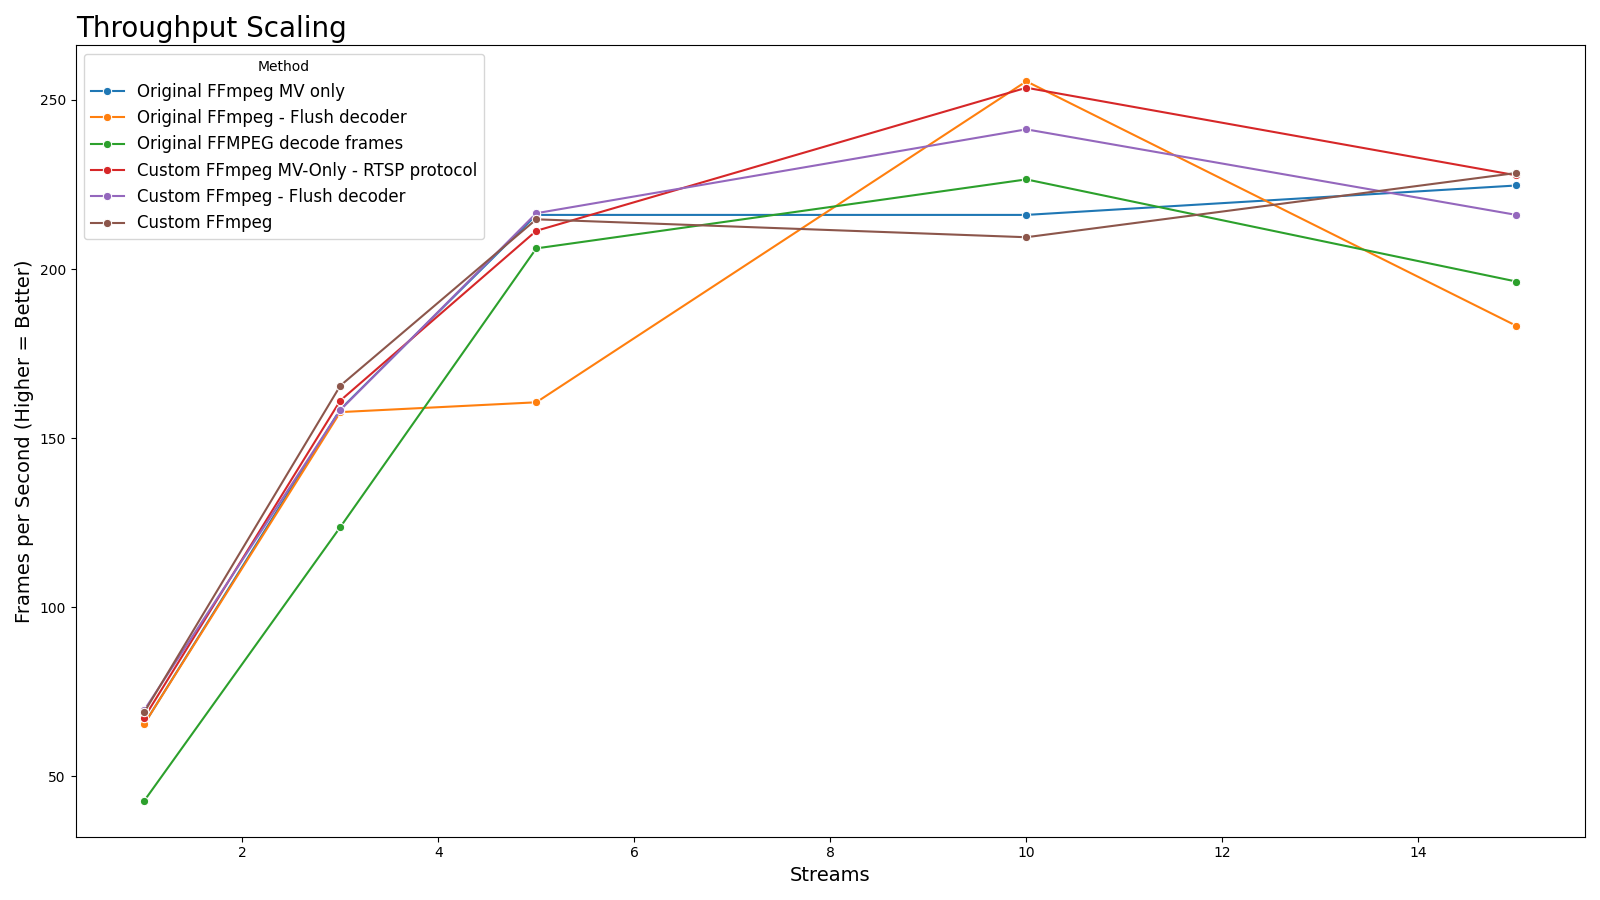 Throughput Scaling
Method
Original FFmpeg MV only
Original FFmpeg - Flush decoder
Original FFMPEG decode frames
Custom FFmpeg MV-Only - RTSP protocol
Custom FFmpeg - Flush decoder
Custom FFmpeg
Frames per Second (Higher = Better)
250
200
150
100
50
2
4
6
8
10
12
14
Streams